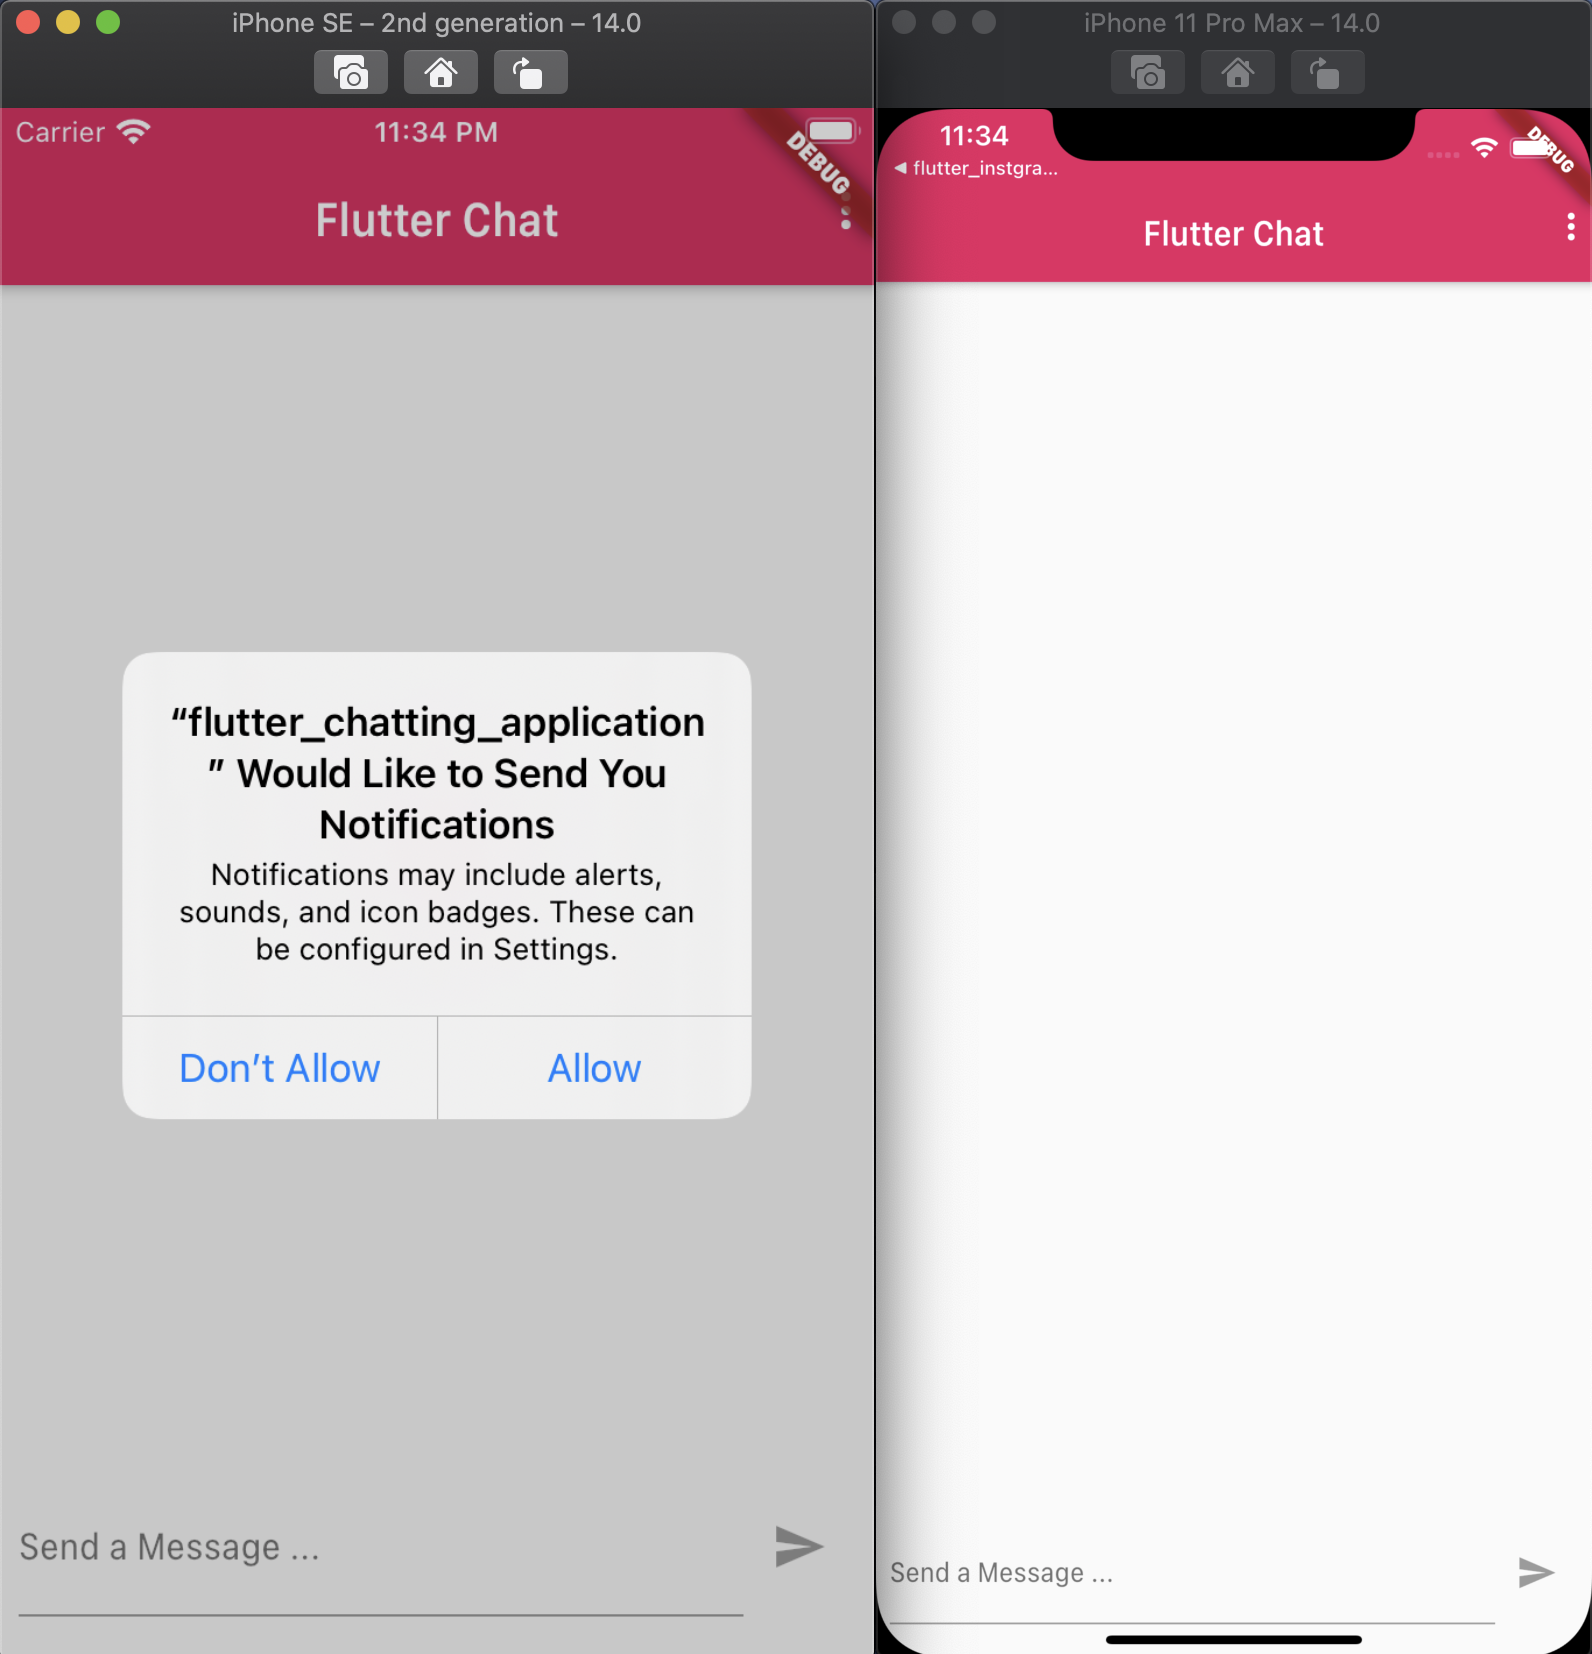 iPhone SE – 2nd generation – 14.0
Carrier
11:34 PM
DEBUG
Flutter Chat
“flutter_chatting_application
” Would Like to Send You
Notifications
Notifications may include alerts,
sounds, and icon badges. These can
be configured in Settings.
Don’t Allow
Allow
Send a Message ...
iPhone 11 Pro Max – 14.0
11:34
DEBUG
◀ flutter_instgra...
Flutter Chat
Send a Message ...